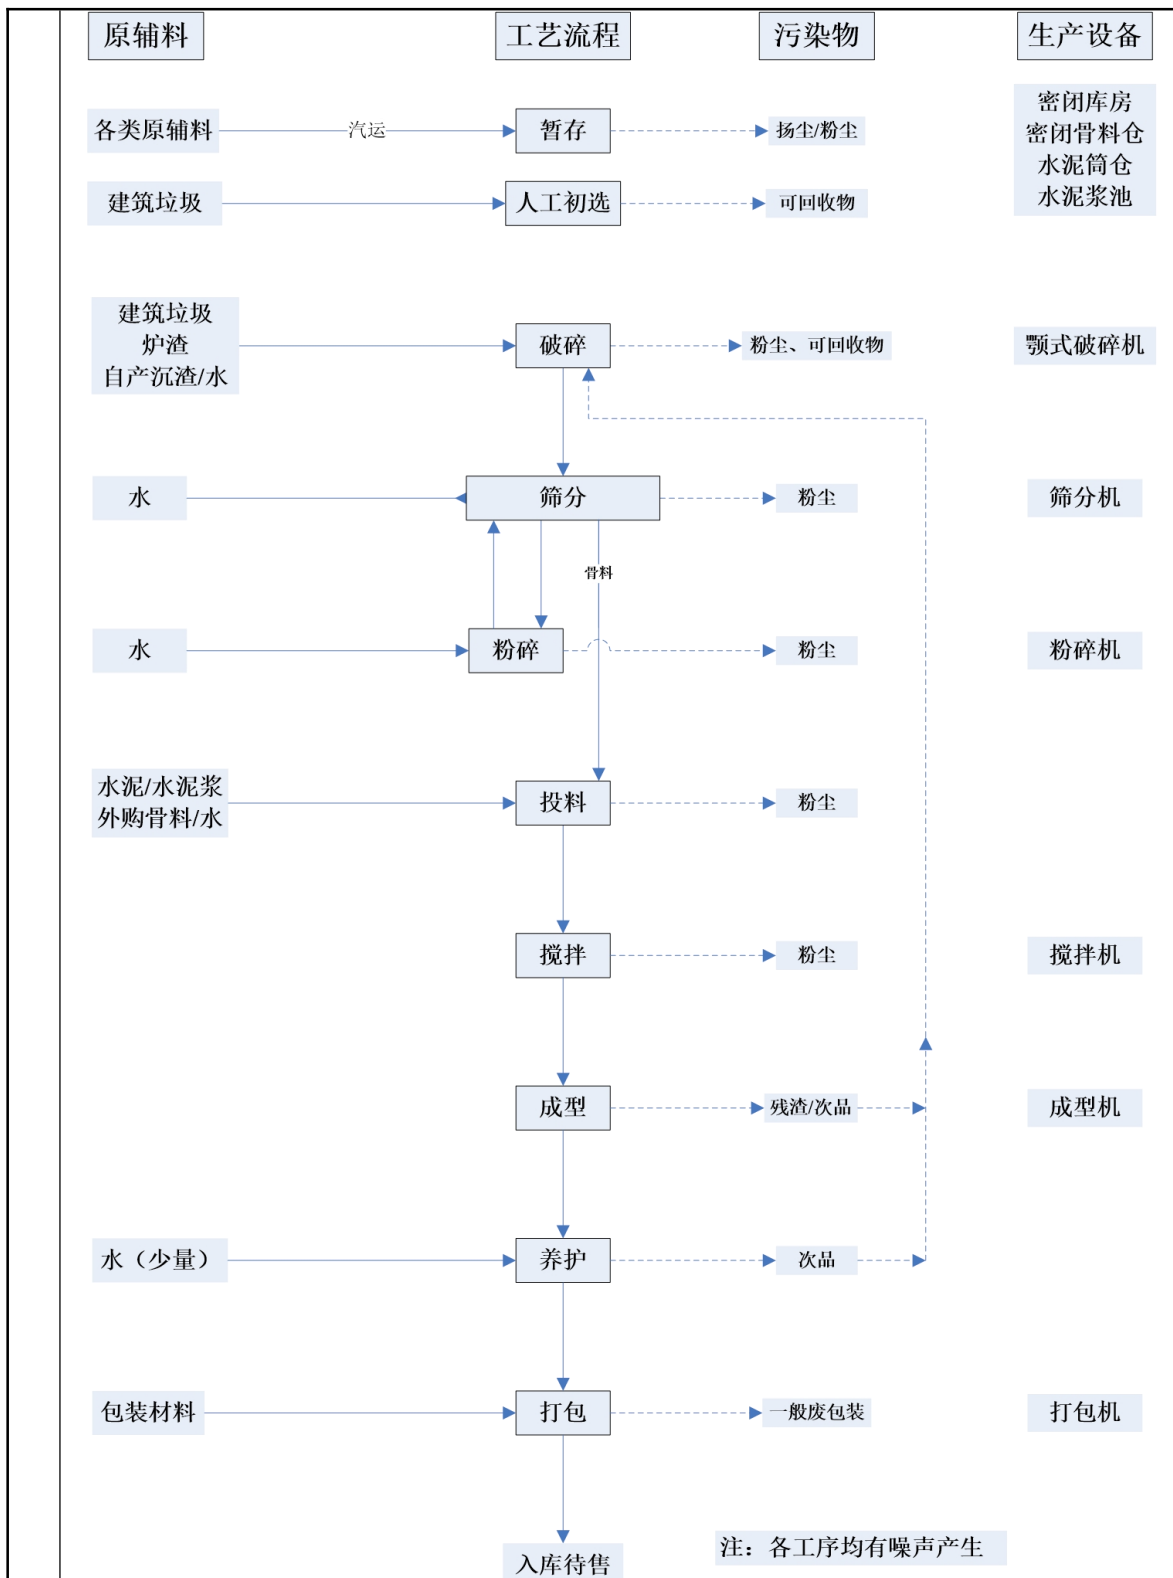 原辅料 工艺流程 污染物 生产设备
各类原辅料 汽运 暂存 扬尘/粉尘
密闭库房
密闭骨料仓
水泥筒仓
水泥浆池
建筑垃圾 人工初选 可回收物
建筑垃圾
炉渣
自产沉渣/水
破碎 粉尘、可回收物 颚式破碎机
水 筛分 粉尘 筛分机
骨料
水 粉碎 粉尘 粉碎机
水泥/水泥浆
外购骨料/水
投料 粉尘
搅拌 粉尘 搅拌机
成型 残渣/次品 成型机
水（少量） 养护 次品
包装材料 打包 一般废包装 打包机
入库待售
注：各工序均有噪声产生